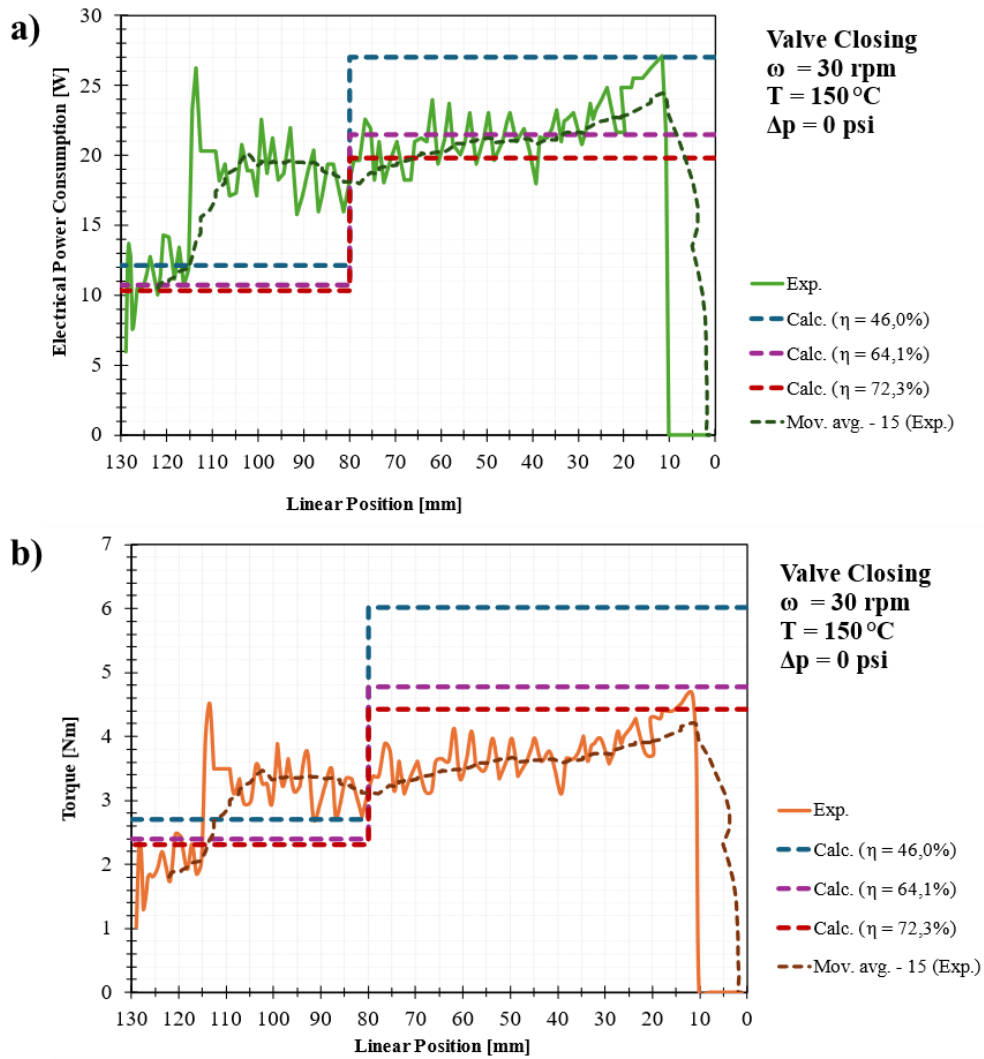 a)
30
25
20
15
10
5
0
Electrical Power Consumption [W]
130 120 110 100 90 80 70 60 50 40 30 20 10 0
Linear Position [mm]
Valve Closing
ω = 30 rpm
T = 150 °C
Δp = 0 psi
Exp.
Calc. (η = 46,0%)
Calc. (η = 64,1%)
Calc. (η = 72,3%)
Mov. avg. - 15 (Exp.)
b)
7
6
5
4
3
2
1
0
Torque [Nm]
130 120 110 100 90 80 70 60 50 40 30 20 10 0
Linear Position [mm]
Valve Closing
ω = 30 rpm
T = 150 °C
Δp = 0 psi
Exp.
Calc. (η = 46,0%)
Calc. (η = 64,1%)
Calc. (η = 72,3%)
Mov. avg. - 15 (Exp.)